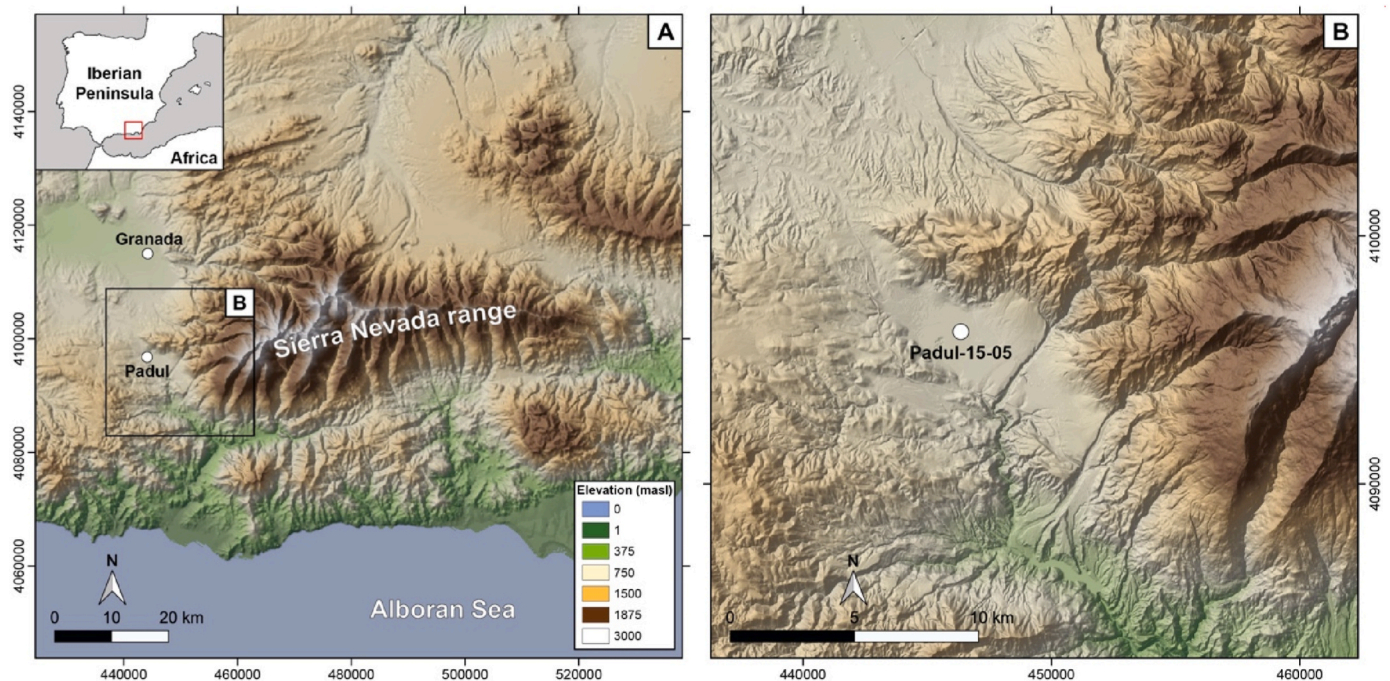 A
Iberian
Peninsula
Africa
4140000
4120000
4100000
4080000
4060000
Granada
B
Sierra Nevada range
Padul
Elevation (masl)
0
1
375
750
1500
1875
3000
N
0 10 20 km
Alboran Sea
440000 460000 480000 500000 520000
B
Padul-15-05
4100000
4090000
N
0 5 10 km
440000 450000 460000